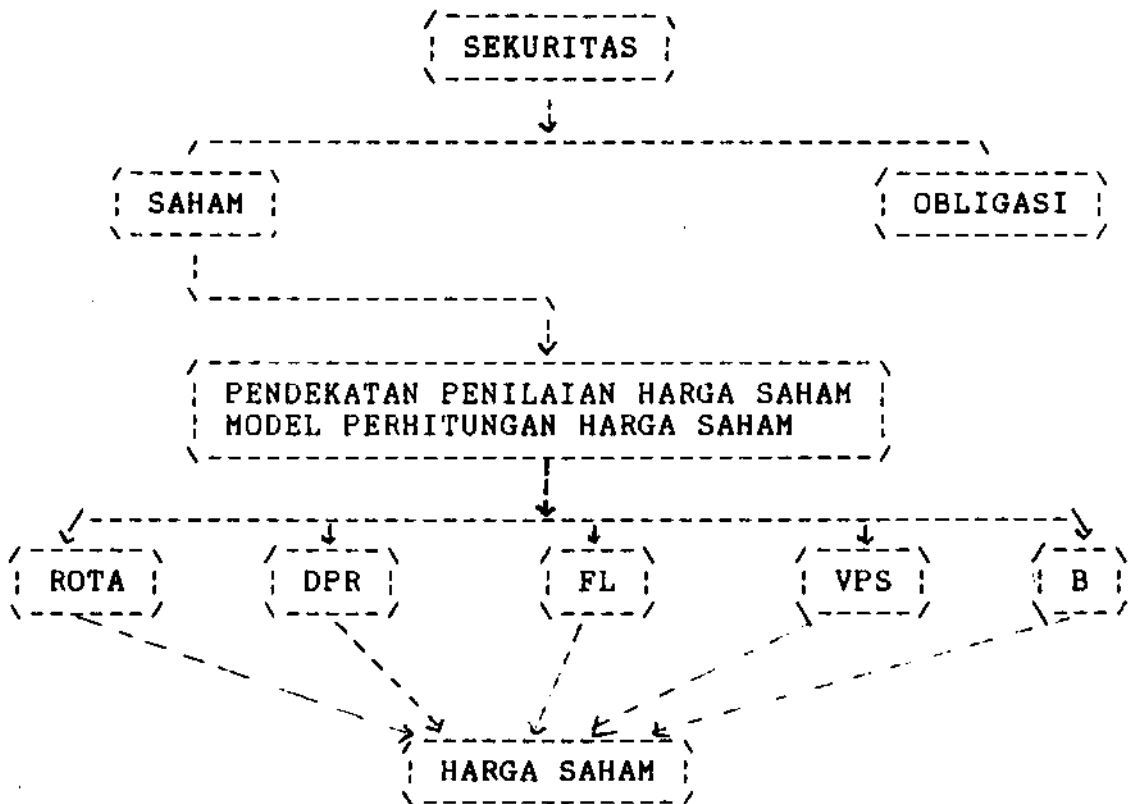 SEKURITAS
SAHAM
OBLIGASI
PENDEKATAN PENILAIAN HARGA SAHAM
MODEL PERHITUNGAN HARGA SAHAM
ROTA
DPR
FL
VPS
B
HARGA SAHAM